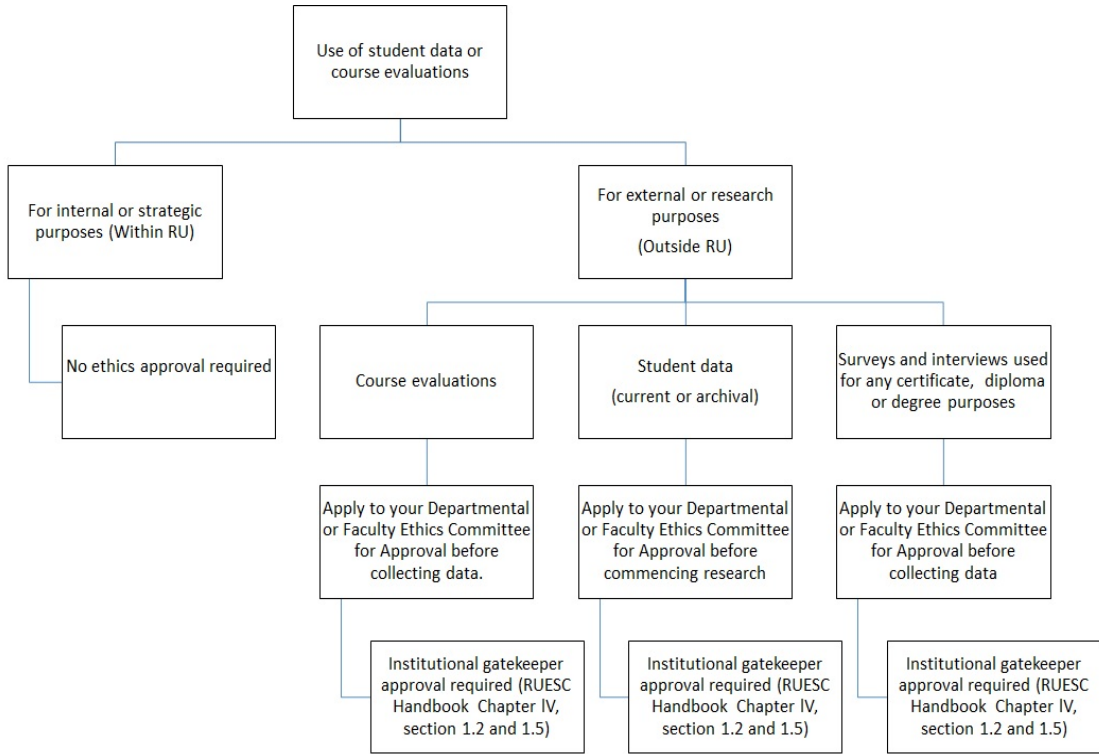 Use of student data or
course evaluations
For internal or strategic
purposes (Within RU)
For external or research
purposes
(Outside RU)
No ethics approval required
Course evaluations
Student data
(current or archival)
Surveys and interviews used
for any certificate, diploma
or degree purposes
Apply to your Departmental
or Faculty Ethics Committee
for Approval before
collecting data.
Apply to your Departmental
or Faculty Ethics Committee
for Approval before
commencing research
Apply to your Departmental
or Faculty Ethics Committee
for Approval before
collecting data
Institutional gatekeeper
approval required (RUESC
Handbook Chapter lV,
section 1.2 and 1.5)
Institutional gatekeeper
approval required (RUESC
Handbook Chapter lV,
section 1.2 and 1.5)
Institutional gatekeeper
approval required (RUESC
Handbook Chapter lV,
section 1.2 and 1.5)